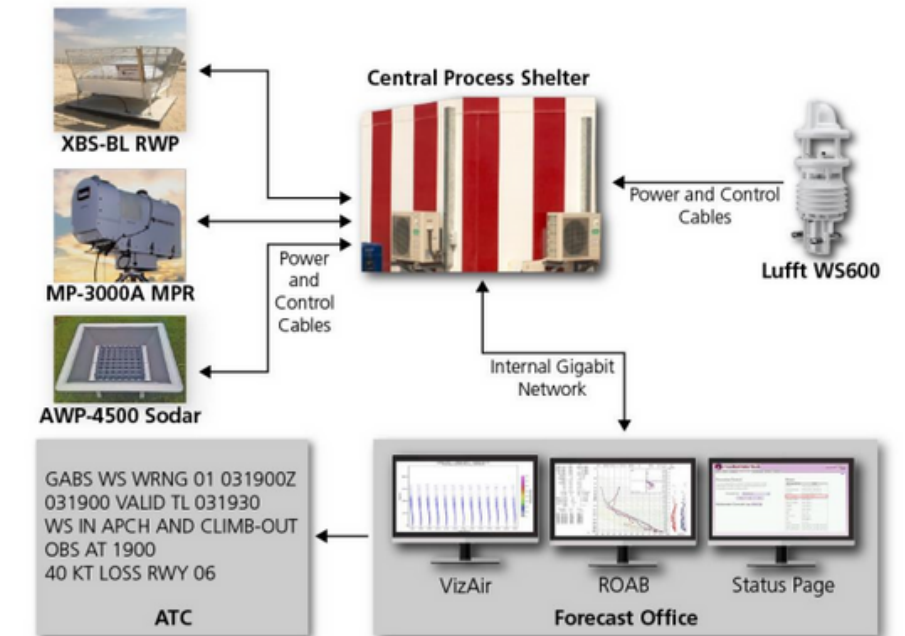 Central Process Shelter
XBS-BL RWP
Power and Control
Cables
Lufft WS600
MP-3000A MPR
Power
and
Control
Cables
AWP-4500 Sodar
Internal Gigabit
Network
GABS WS WRNG 01 031900Z
031900 VALID TL 031930
WS IN APCH AND CLIMB-OUT
OBS AT 1900
40 KT LOSS RWY 06
ATC
VizAir
ROAB
Status Page
Forecast Office